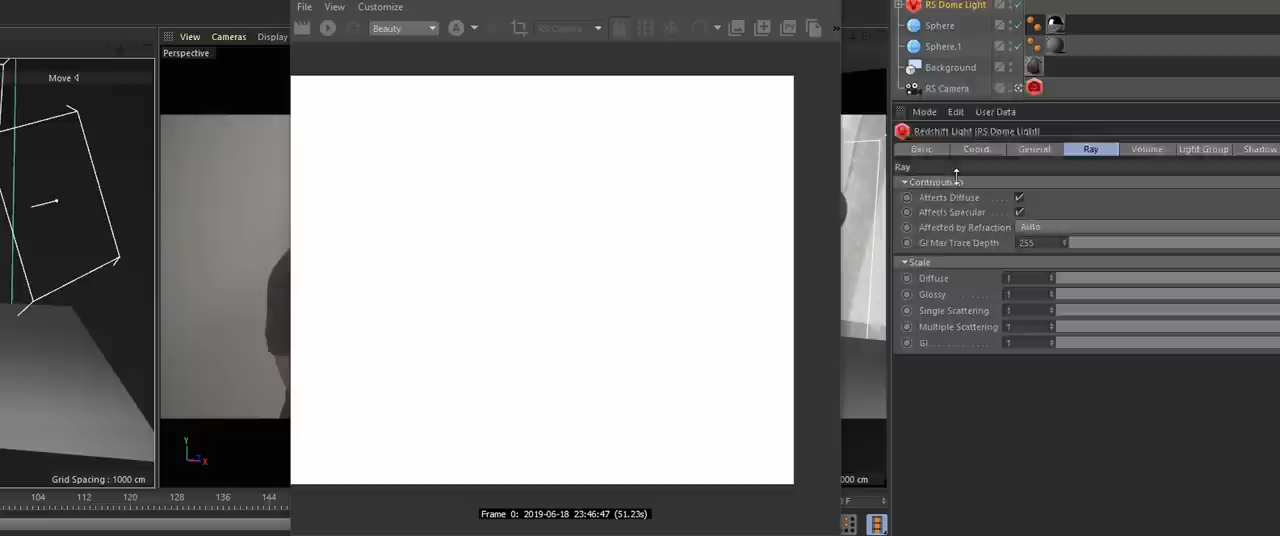 File View Customize
Beauty
RS Camera
View Cameras Display
Perspective
Move
Grid Spacing : 1000 cm
104 112 120 128 136 144
Frame 0: 2019-06-18 23:46:47 (51.23s)
000 cm
0 F
RS Dome Light
Sphere
Sphere.1
Background
RS Camera
Mode Edit User Data
Redshift Light [RS Dome Light]
Basic Coord. General Ray Volume Light Group Shadow
Ray
Contribution
Affects Diffuse
Affects Specular
Affected by Refraction Auto
GI Max Trace Depth 255
Scale
Diffuse 1
Glossy 1
Single Scattering 1
Multiple Scattering 1
GI 1
Y
Z
X